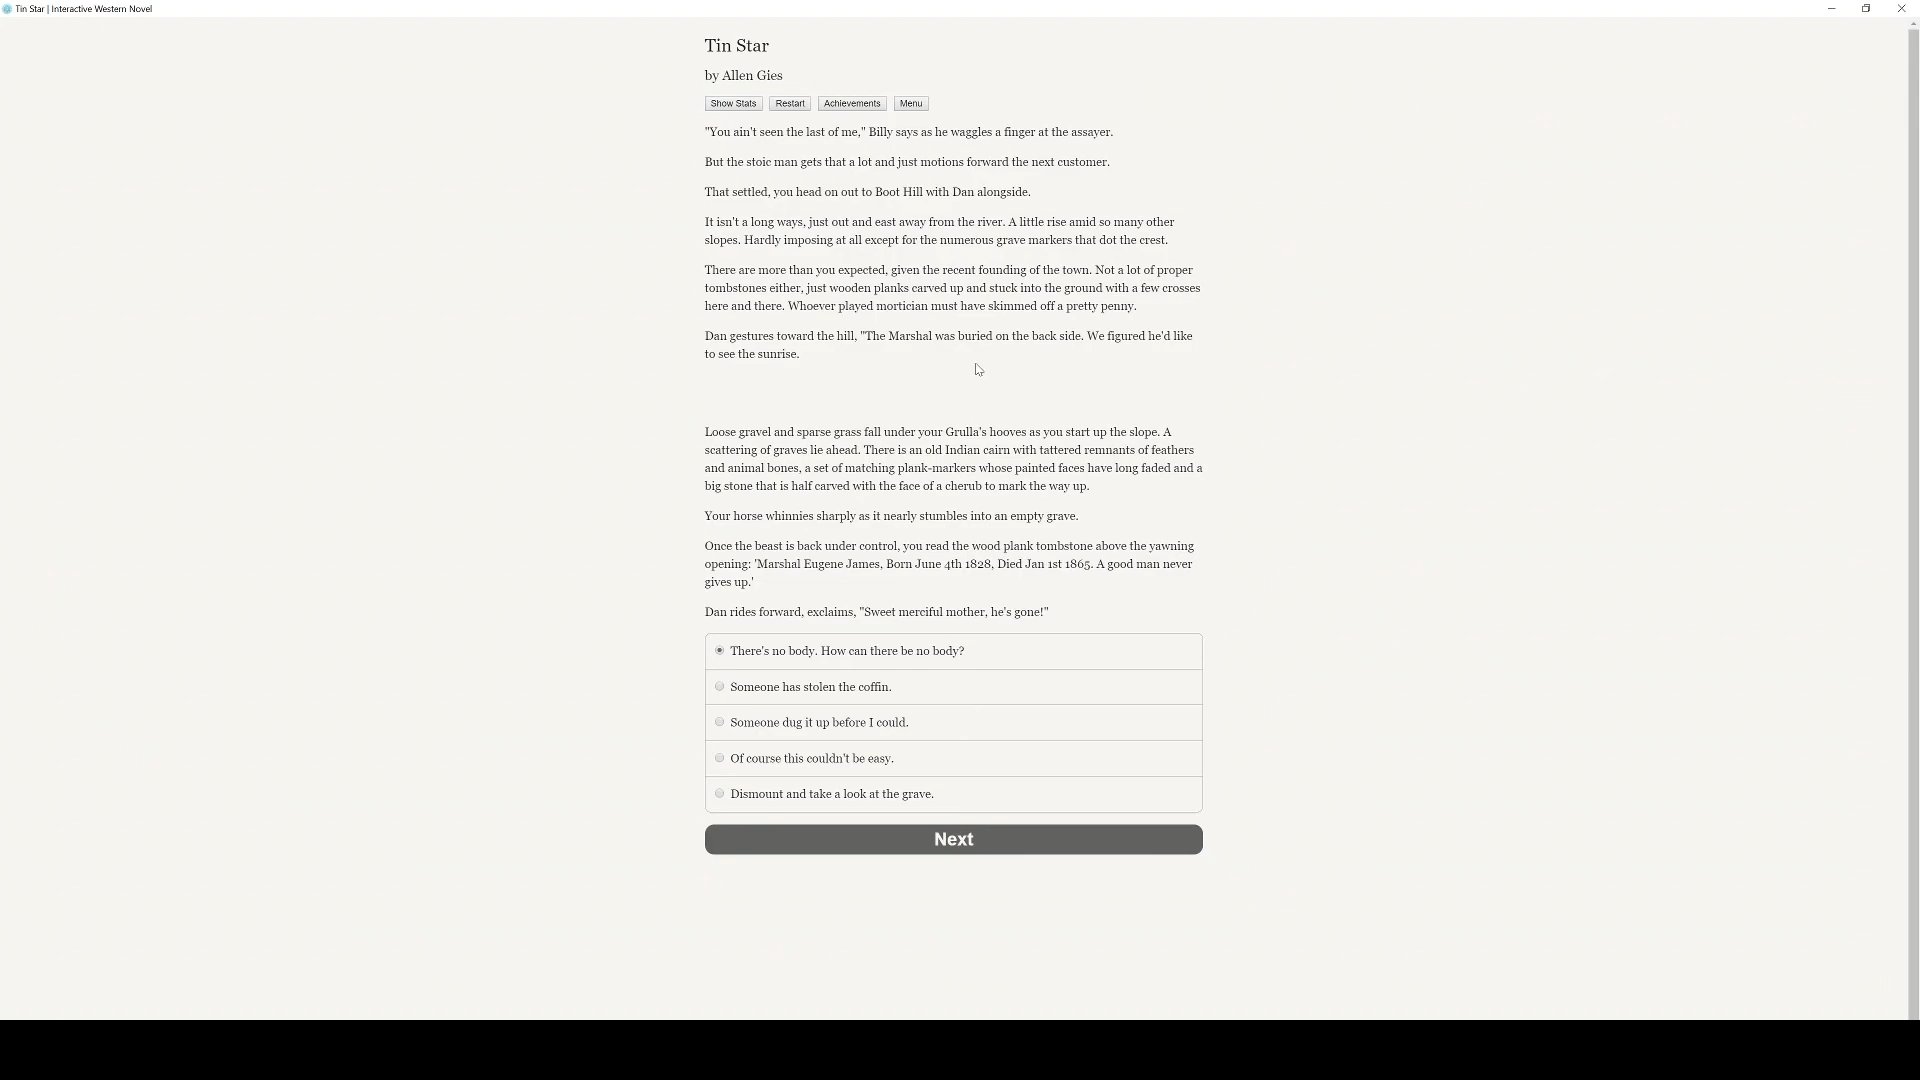 Tin Star | Interactive Western Novel
Tin Star
by Allen Gies
Show Stats Restart Achievements Menu
"You ain't seen the last of me," Billy says as he waggles a finger at the assayer.
But the stoic man gets that a lot and just motions forward the next customer.
That settled, you head on out to Boot Hill with Dan alongside.
It isn't a long ways, just out and east away from the river. A little rise amid so many other
slopes. Hardly imposing at all except for the numerous grave markers that dot the crest.
There are more than you expected, given the recent founding of the town. Not a lot of proper
tombstones either, just wooden planks carved up and stuck into the ground with a few crosses
here and there. Whoever played mortician must have skimmed off a pretty penny.
Dan gestures toward the hill, "The Marshal was buried on the back side. We figured he'd like
to see the sunrise.
Loose gravel and sparse grass fall under your Grulla's hooves as you start up the slope. A
scattering of graves lie ahead. There is an old Indian cairn with tattered remnants of feathers
and animal bones, a set of matching plank-markers whose painted faces have long faded and a
big stone that is half carved with the face of a cherub to mark the way up.
Your horse whinnies sharply as it nearly stumbles into an empty grave.
Once the beast is back under control, you read the wood plank tombstone above the yawning
opening: 'Marshal Eugene James, Born June 4th 1828, Died Jan 1st 1865. A good man never
gives up.'
Dan rides forward, exclaims, "Sweet merciful mother, he's gone!"
There's no body. How can there be no body?
Someone has stolen the coffin.
Someone dug it up before I could.
Of course this couldn't be easy.
Dismount and take a look at the grave.
Next